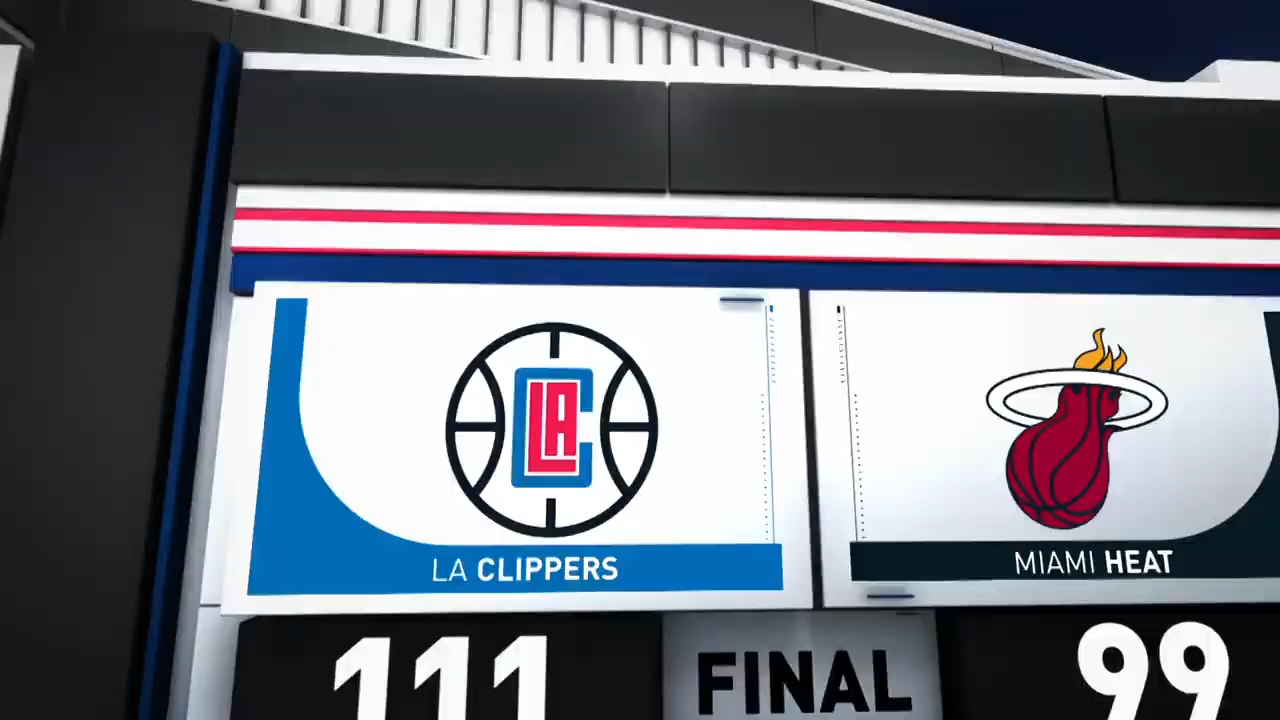 LA
LA CLIPPERS
MIAMI HEAT
111
FINAL
99